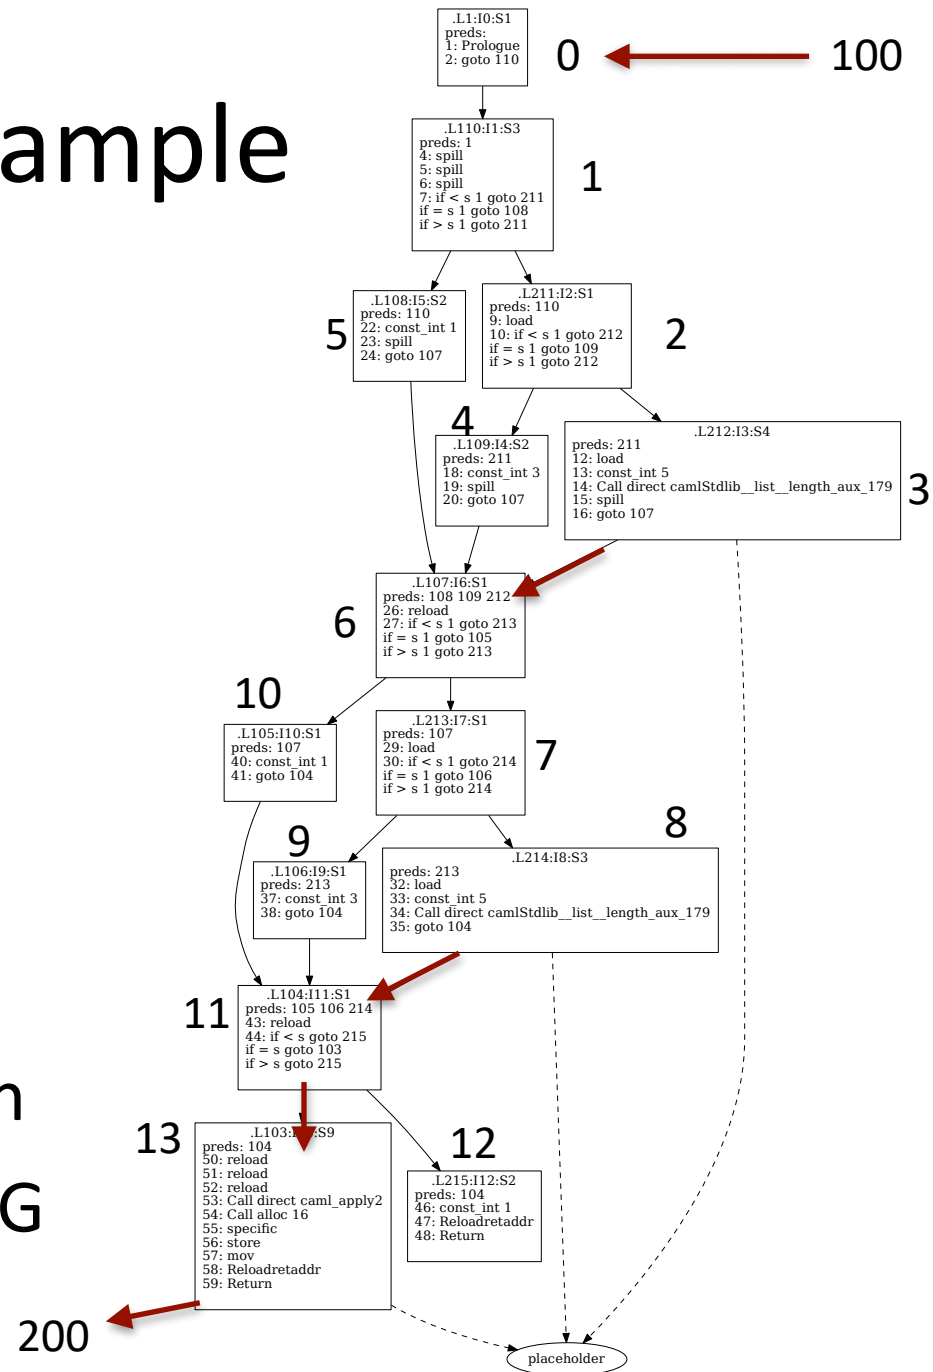 .L1:I0:S1
preds:
1: Prologue
2: goto 110
0
100
ample
.L110:I1:S3
preds: 1
4: spill
5: spill
6: spill
7: if < s 1 goto 211
if = s 1 goto 108
if > s 1 goto 211
1
5
.L108:I5:S2
preds: 110
22: const_int 1
23: spill
24: goto 107
.L211:I2:S1
preds: 110
9: load
10: if < s 1 goto 212
if = s 1 goto 109
if > s 1 goto 212
2
4
.L109:I4:S2
preds: 211
18: const_int 3
19: spill
20: goto 107
.L212:I3:S4
preds: 211
12: load
13: const_int 5
14: Call direct camlStdlib__list__length_aux_179
15: spill
16: goto 107
3
6
.L107:I6:S1
preds: 108 109 212
26: reload
27: if < s 1 goto 213
if = s 1 goto 105
if > s 1 goto 213
10
.L105:I10:S1
preds: 107
40: const_int 1
41: goto 104
.L213:I7:S1
preds: 107
29: load
30: if < s 1 goto 214
if = s 1 goto 106
if > s 1 goto 214
7
9
.L106:I9:S1
preds: 213
37: const_int 3
38: goto 104
8
.L214:I8:S3
preds: 213
32: load
33: const_int 5
34: Call direct camlStdlib__list__length_aux_179
35: goto 104
11
.L104:I11:S1
preds: 105 106 214
43: reload
44: if < s goto 215
if = s goto 103
if > s goto 215
n
G
13
preds: 104
50: reload
51: reload
52: reload
53: Call direct caml_apply2
54: Call alloc 16
55: specific
56: store
57: mov
58: Reloadretaddr
59: Return
12
.L215:I12:S2
preds: 104
46: const_int 1
47: Reloadretaddr
48: Return
200
placeholder